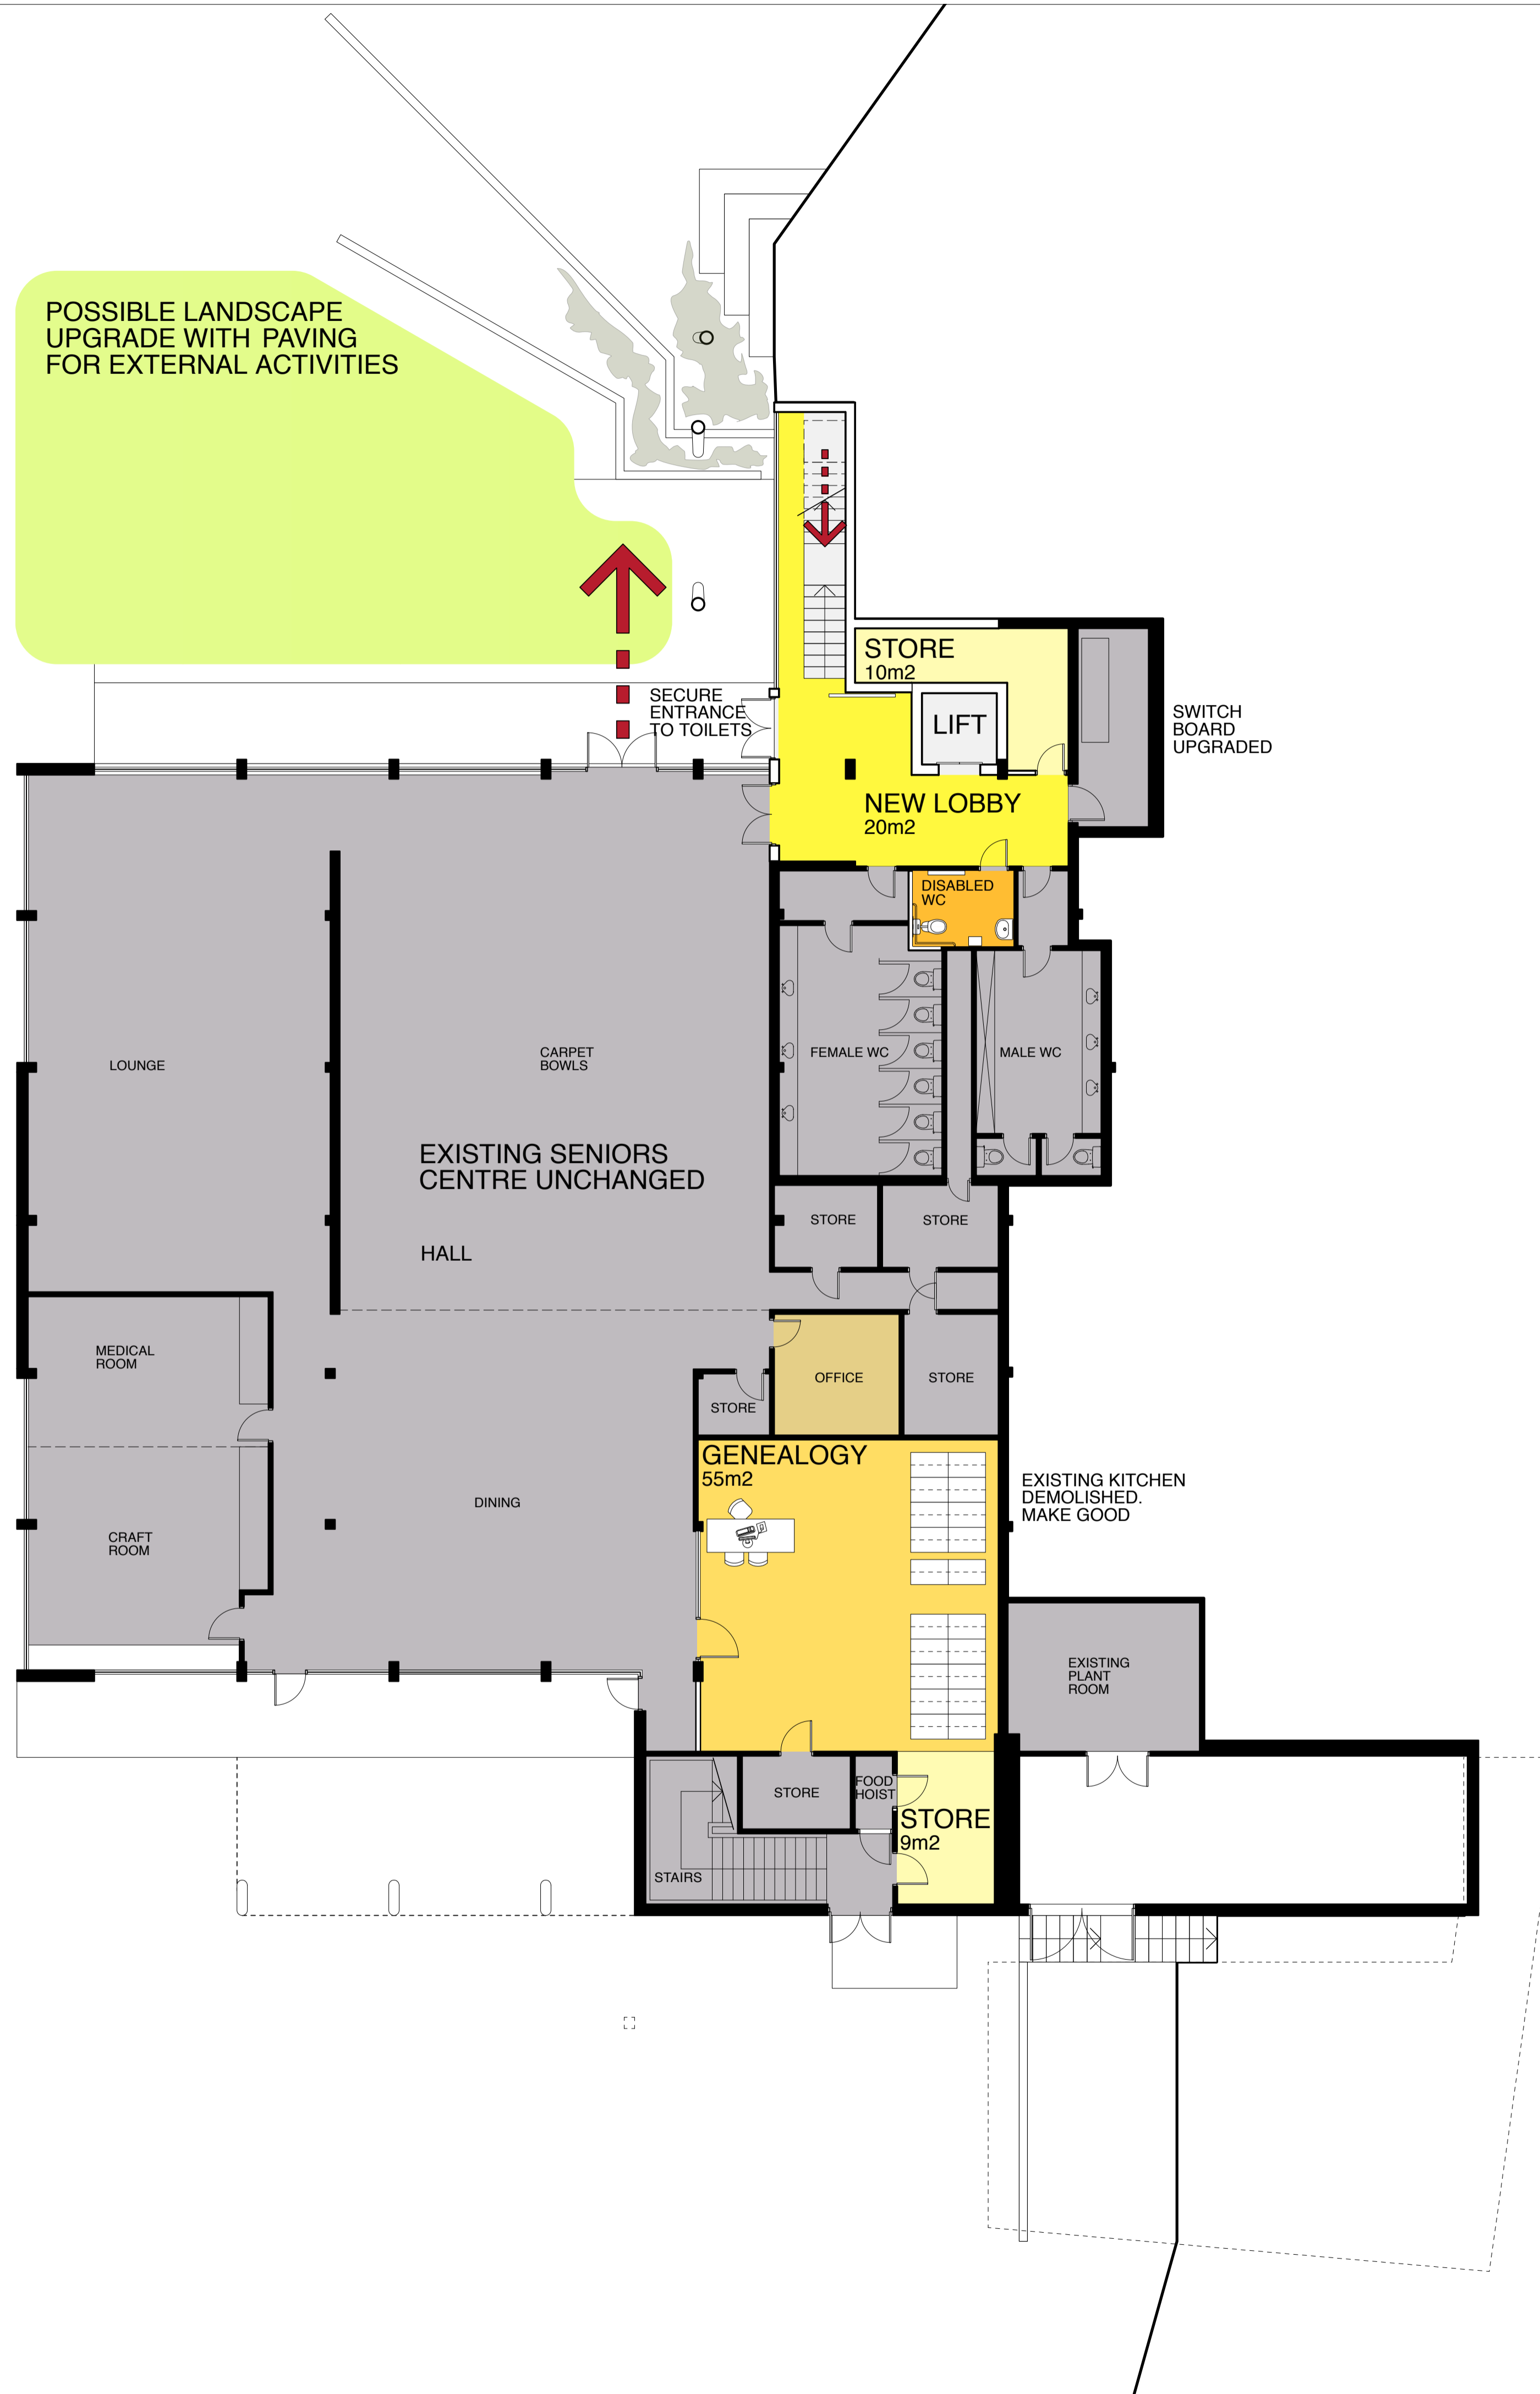 POSSIBLE LANDSCAPE
UPGRADE WITH PAVING
FOR EXTERNAL ACTIVITIES
STORE
10m2
SECURE
ENTRANCE
TO TOILETS
LIFT
SWITCH
BOARD
UPGRADED
NEW LOBBY
20m2
DISABLED
WC
LOUNGE
CARPET
BOWLS
FEMALE WC
MALE WC
EXISTING SENIORS
CENTRE UNCHANGED
HALL
STORE
STORE
MEDICAL
ROOM
STORE
OFFICE
STORE
GENEALOGY
55m2
EXISTING KITCHEN
DEMOLISHED.
MAKE GOOD
DINING
CRAFT
ROOM
EXISTING
PLANT
ROOM
STORE
FOOD
HOIST
STORE
9m2
STAIRS